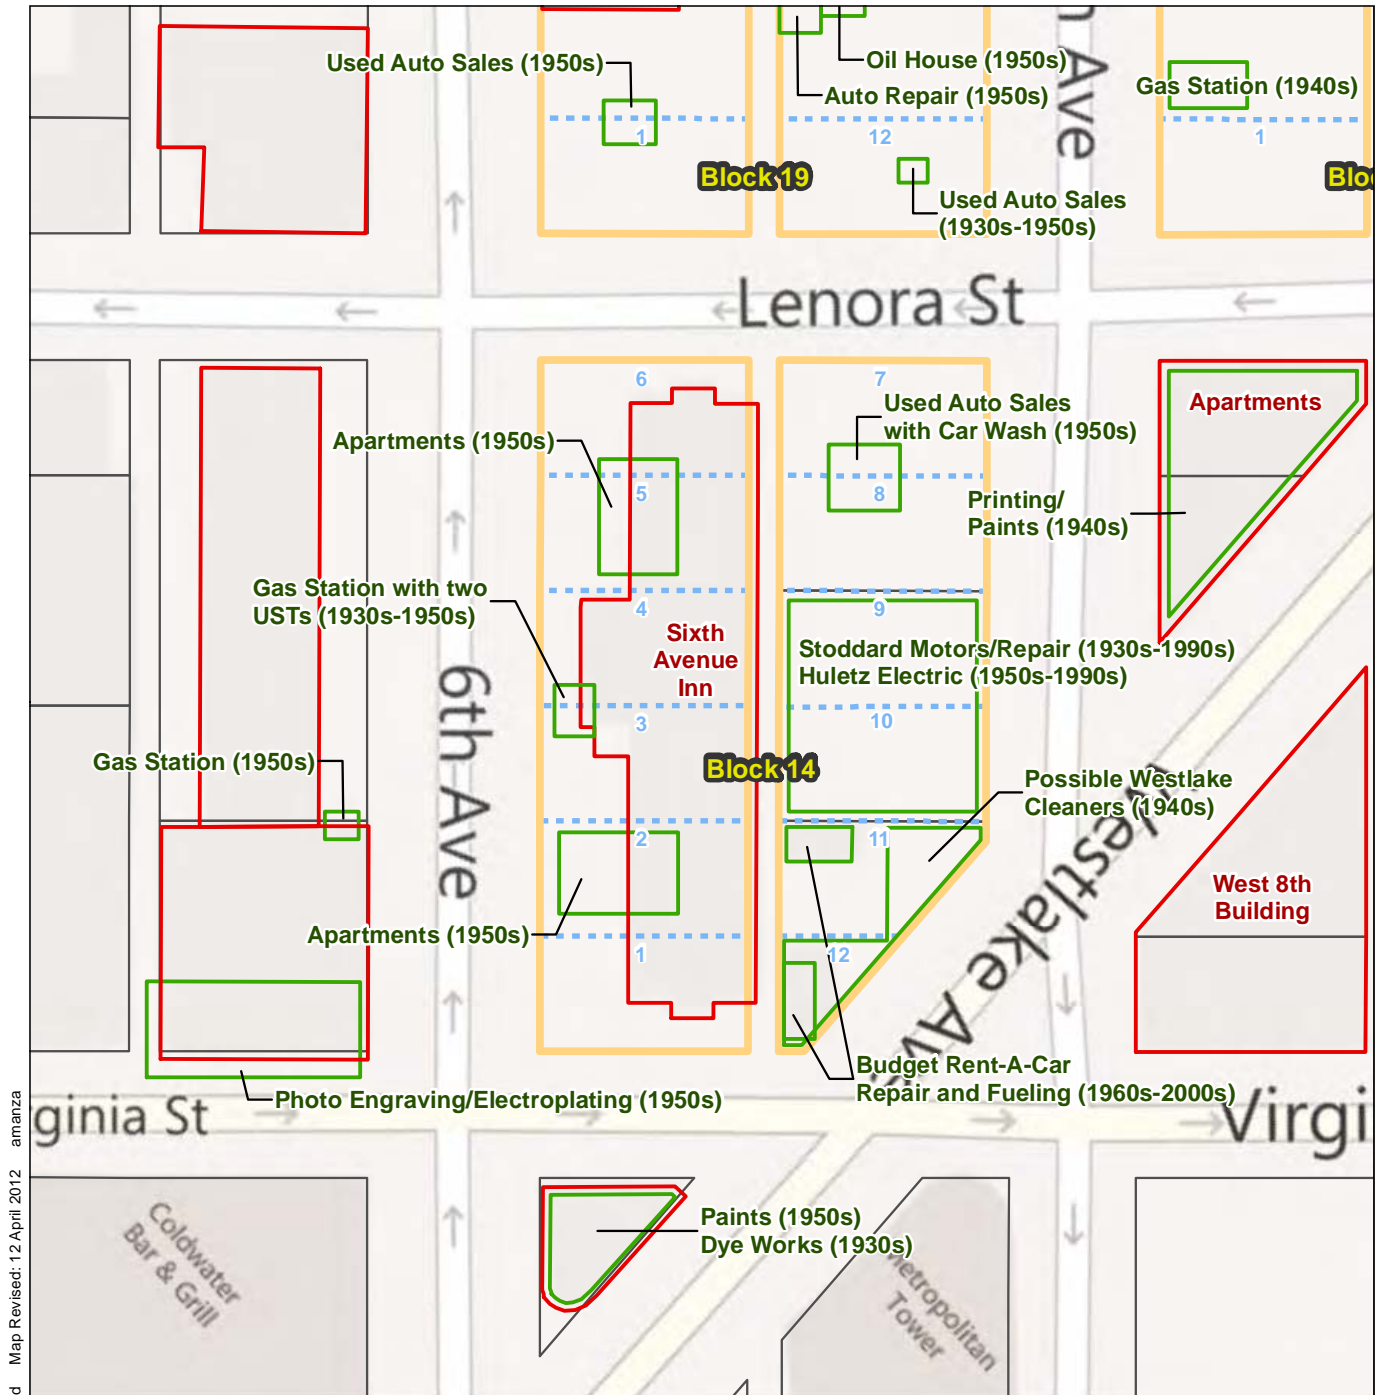 n Ave
Used Auto Sales (1950s)
Oil House (1950s)
Auto Repair (1950s)
Gas Station (1940s)
1
12
1
Block 19
Used Auto Sales
(1930s-1950s)
Lenora St
6
7
Apartments
Used Auto Sales
with Car Wash (1950s)
Apartments (1950s)
5
8
Printing/
Paints (1940s)
Gas Station with two
USTs (1930s-1950s)
4
9
Sixth
Avenue
Inn
Stoddard Motors/Repair (1930s-1990s)
Huletz Electric (1950s-1990s)
6th Ave
3
10
Gas Station (1950s)
Block 14
Possible Westlake
Cleaners (1940s)
Westlake Av
2
11
West 8th
Building
Apartments (1950s)
1
12
Budget Rent-A-Car
Repair and Fueling (1960s-2000s)
Photo Engraving/Electroplating (1950s)
rginia St
Virgi
Paints (1950s)
Dye Works (1930s)
Coldwater
Bar & Grill
Metropolitan
Tower
Map Revised: 12 April 2012 amanza